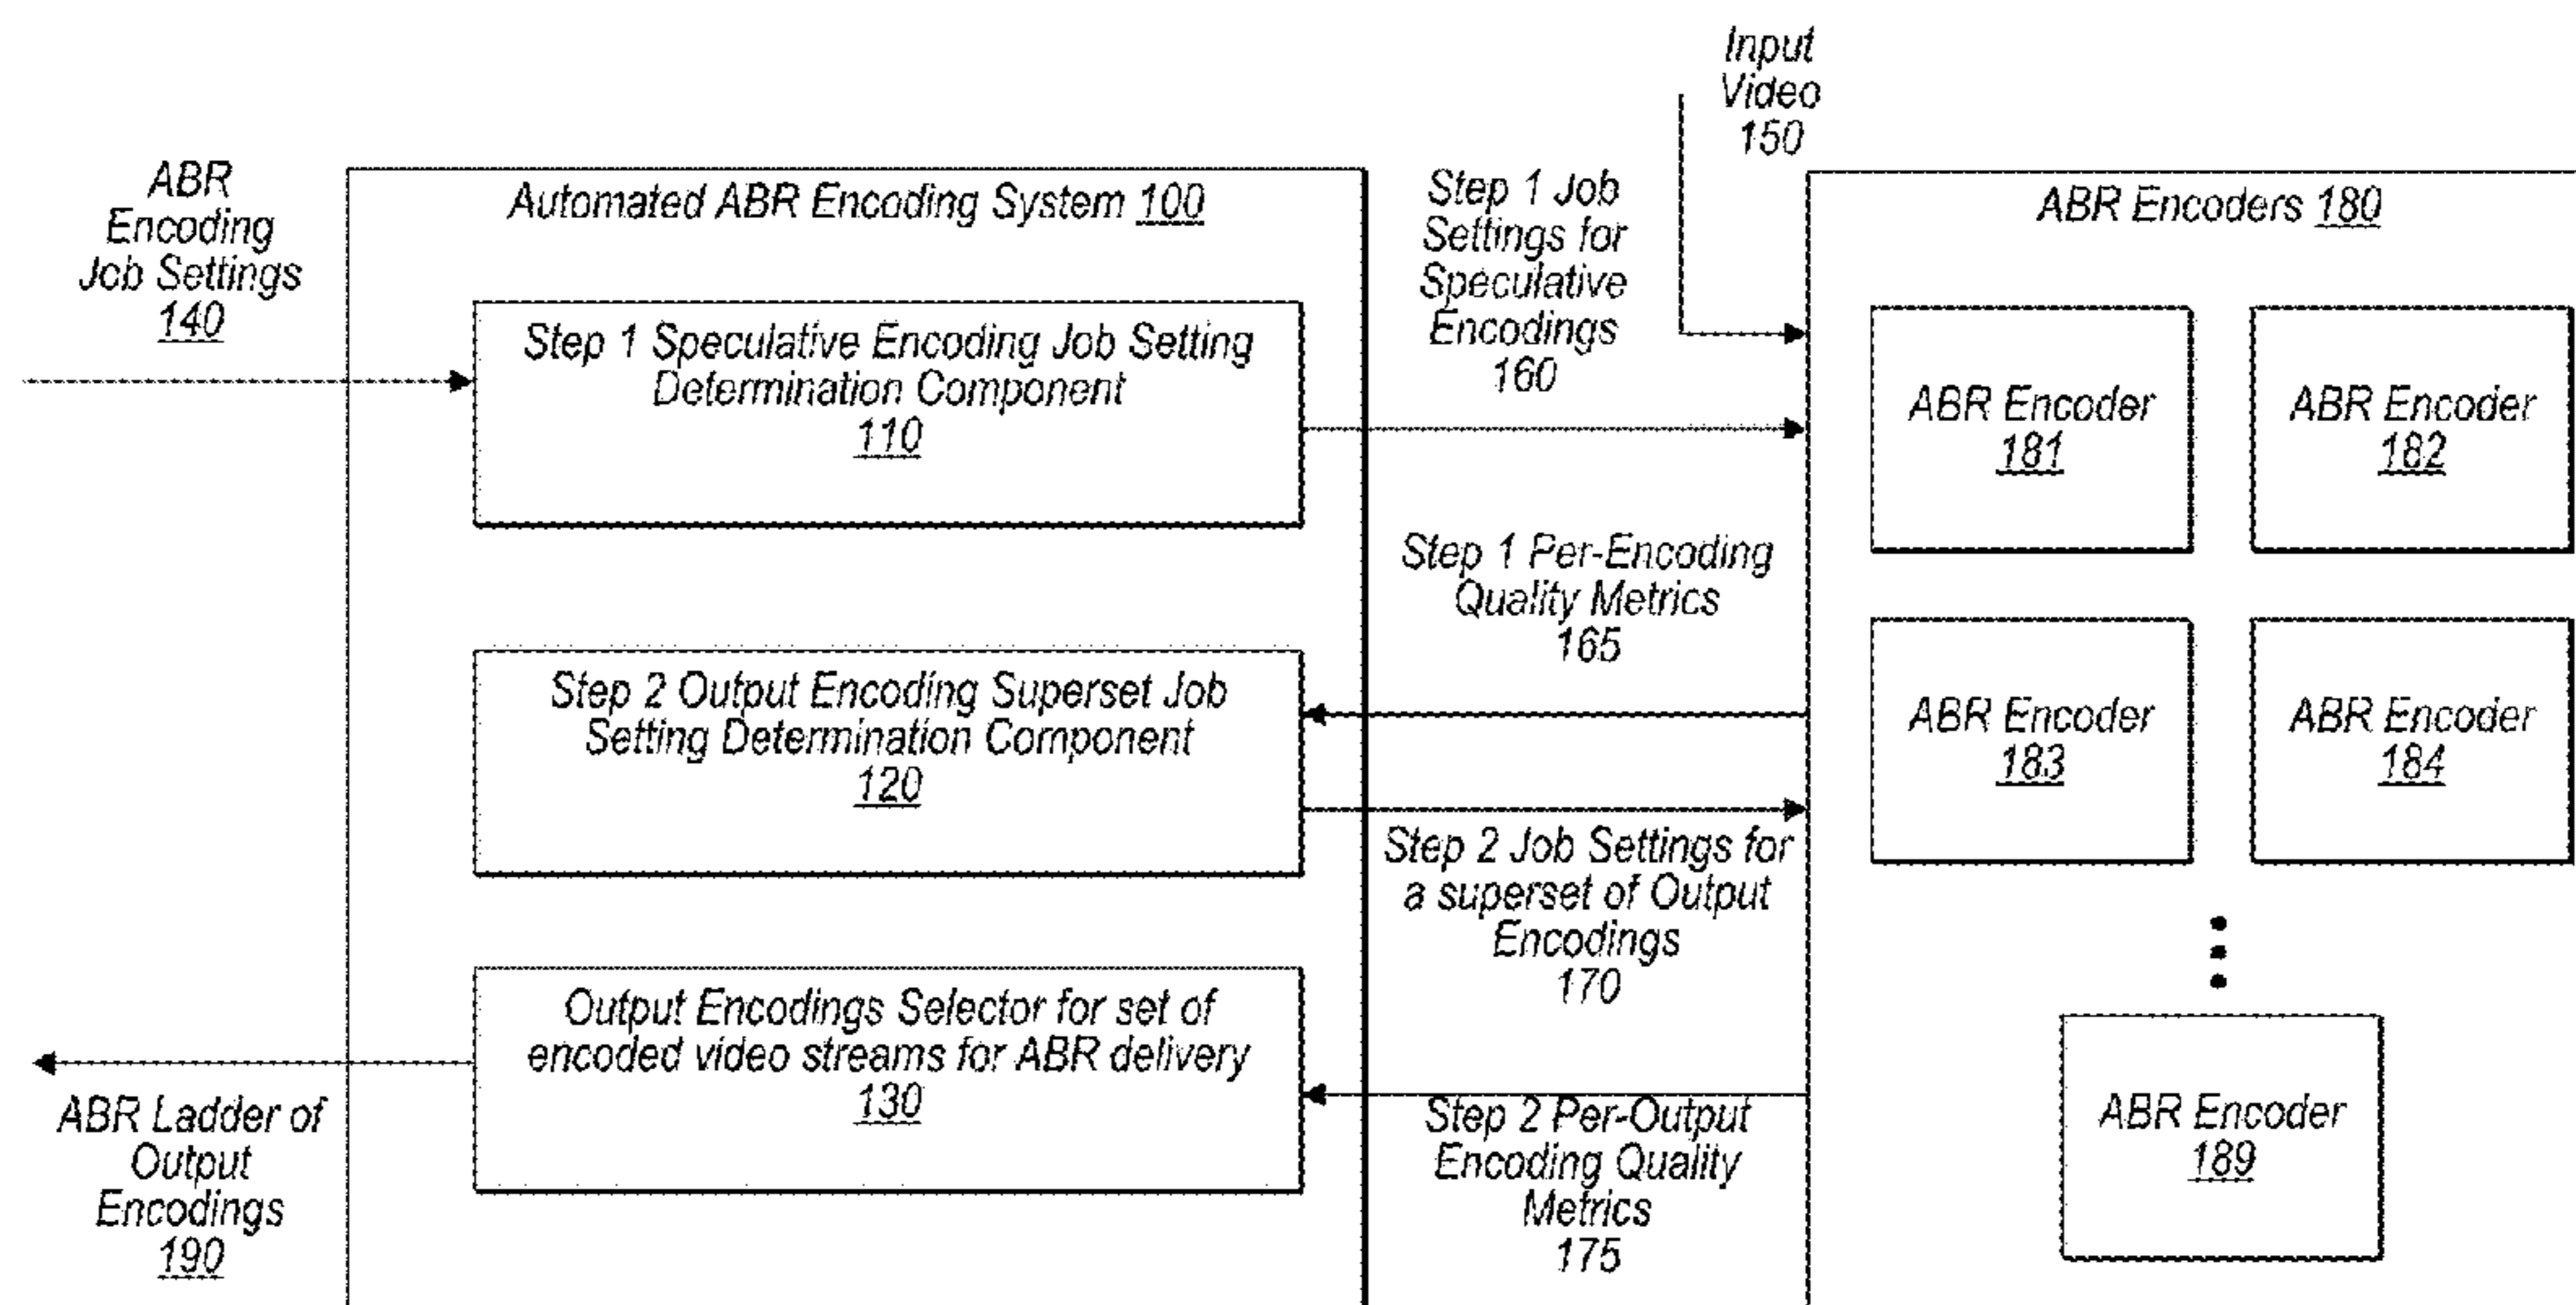 Input
Video
150
ABR
Encoding
Job Settings
140
Automated ABR Encoding System 100
Step 1 Speculative Encoding Job Setting
Determination Component
110
Step 1 Job
Settings for
Speculative
Encodings
160
ABR Encoders 180
ABR Encoder
181
ABR Encoder
182
Step 1 Per-Encoding
Quality Metrics
165
Step 2 Output Encoding Superset Job
Setting Determination Component
120
ABR Encoder
183
ABR Encoder
184
Step 2 Job Settings for
a superset of Output
Encodings
170
Output Encodings Selector for set of
encoded video streams for ABR delivery
130
ABR Ladder of
Output
Encodings
190
Step 2 Per-Output
Encoding Quality
Metrics
175
ABR Encoder
189